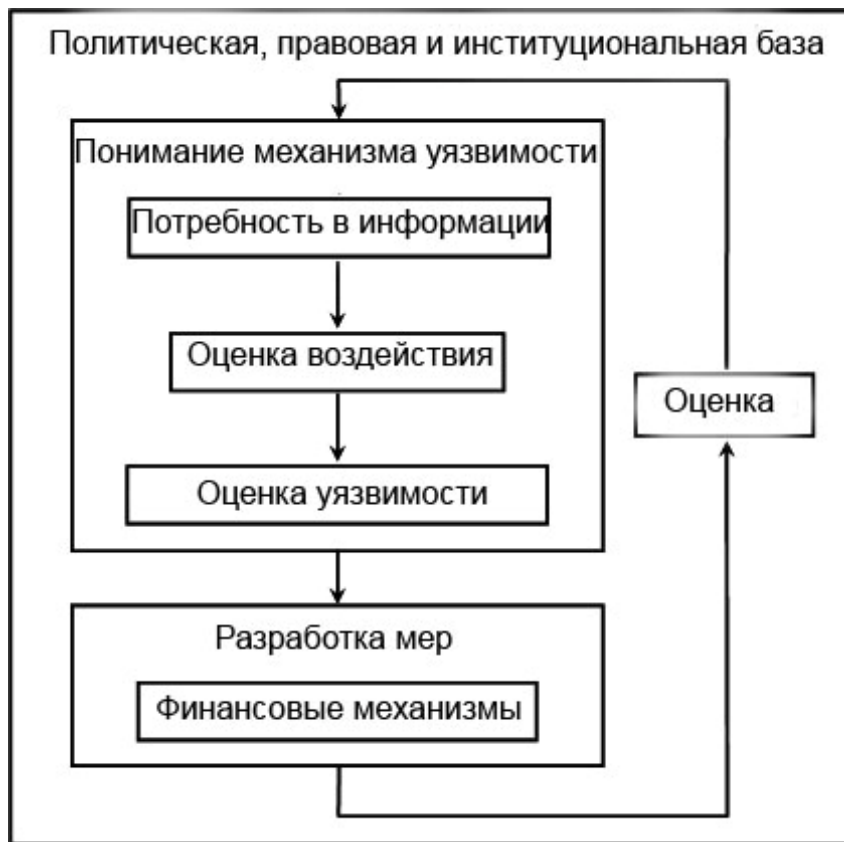 Политическая, правовая и институциональная база
Понимание механизма уязвимости
Потребность в информации
Оценка воздействия
Оценка уязвимости
Оценка
Разработка мер
Финансовые механизмы